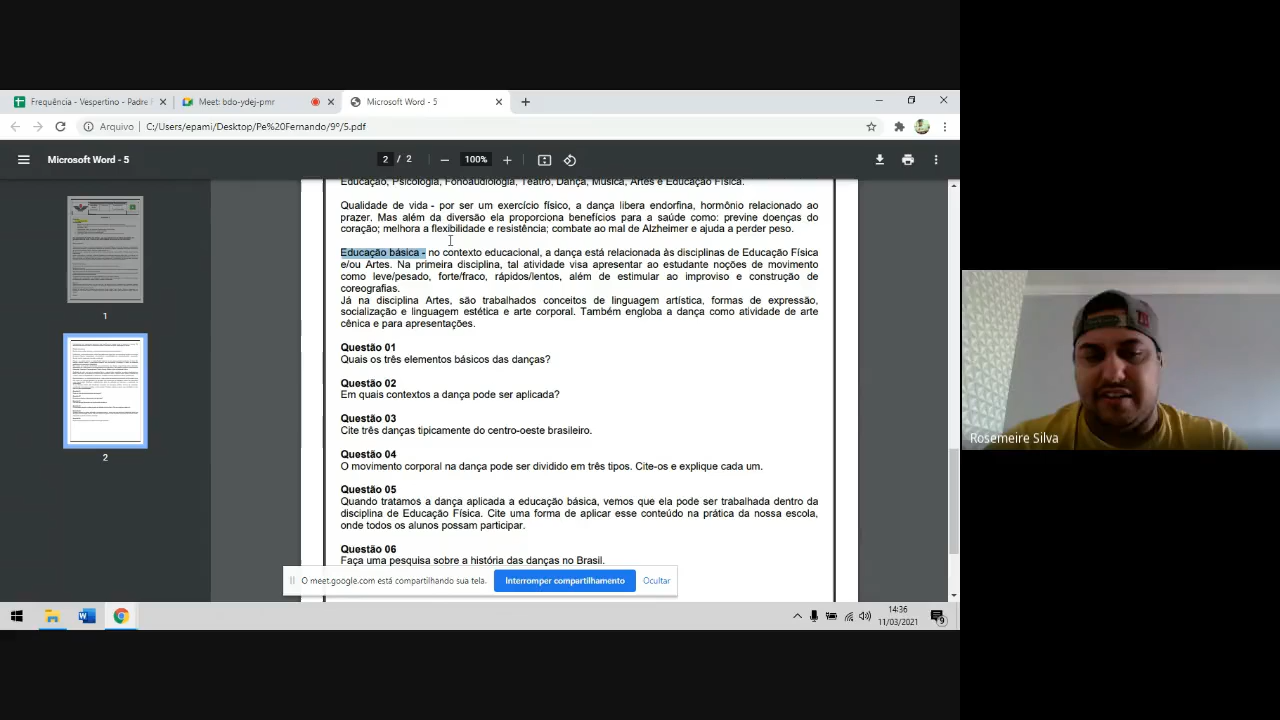 Frequência - Vespertino - Padre
Meet: bdo-ydej-pmr
Microsoft Word - 5
Arquivo
C:/Users/epami/Desktop/Pe%20Fernando/9º/5.pdf
Microsoft Word - 5
2 / 2
100%
Educação, Psicologia, Fonoaudiologia, Teatro, Dança, Música, Artes e Educação Física.
Qualidade de vida - por ser um exercício físico, a dança libera endorfina, hormônio relacionado ao
prazer. Mas além da diversão ela proporciona benefícios para a saúde como: previne doenças do
coração; melhora a flexibilidade e resistência; combate ao mal de Alzheimer e ajuda a perder peso.
Educação básica - no contexto educacional, a dança está relacionada às disciplinas de Educação Física
e/ou Artes. Na primeira disciplina, tal atividade visa apresentar ao estudante noções de movimento
como leve/pesado, forte/fraco, rápidos/lentos, além de estimular ao improviso e construção de
coreografias.
Já na disciplina Artes, são trabalhados conceitos de linguagem artística, formas de expressão,
socialização e linguagem estética e arte corporal. Também engloba a dança como atividade de arte
cênica e para apresentações.
Questão 01
Quais os três elementos básicos das danças?
Questão 02
Em quais contextos a dança pode ser aplicada?
Questão 03
Cite três danças tipicamente do centro-oeste brasileiro.
Questão 04
O movimento corporal na dança pode ser dividido em três tipos. Cite-os e explique cada um.
Questão 05
Quando tratamos a dança aplicada a educação básica, vemos que ela pode ser trabalhada dentro da
disciplina de Educação Física. Cite uma forma de aplicar esse conteúdo na prática da nossa escola,
onde todos os alunos possam participar.
Questão 06
Faça uma pesquisa sobre a história das danças no Brasil.
1
2
O meet.google.com está compartilhando sua tela.
Interromper compartilhamento
Ocultar
14:36
11/03/2021
9
Rosemeire Silva